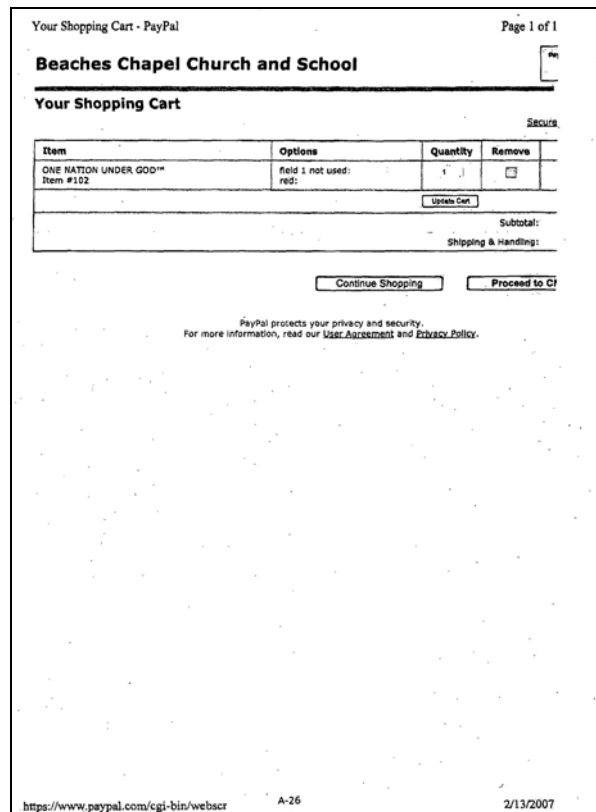 Your Shopping Cart - PayPal Page 1 of 1
Beaches Chapel Church and School
Your Shopping Cart
Secure
Item Options Quantity Remove
ONE NATION UNDER GOD™ field 1 not used: 1
Item #102 red:
Update Cart
Subtotal:
Shipping & Handling:
Continue Shopping Proceed to Ch
PayPal protects your privacy and security.
For more information, read our User Agreement and Privacy Policy.
https://www.paypal.com/cgi-bin/webscr A-26 2/13/2007